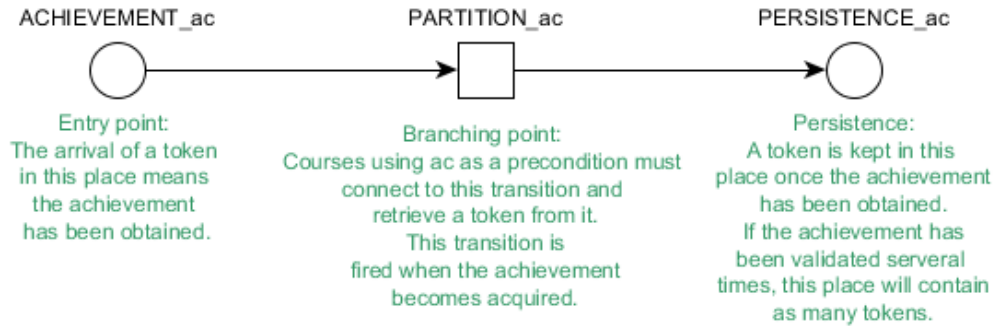 ACHIEVEMENT_ac
PARTITION_ac
PERSISTENCE_ac
Entry point:
The arrival of a token
in this place means
the achievement
has been obtained.
Branching point:
Courses using ac as a precondition must
connect to this transition and
retrieve a token from it.
This transition is
fired when the achievement
becomes acquired.
Persistence:
A token is kept in this
place once the achievement
has been obtained.
If the achievement has
been validated serveral
times, this place will contain
as many tokens.